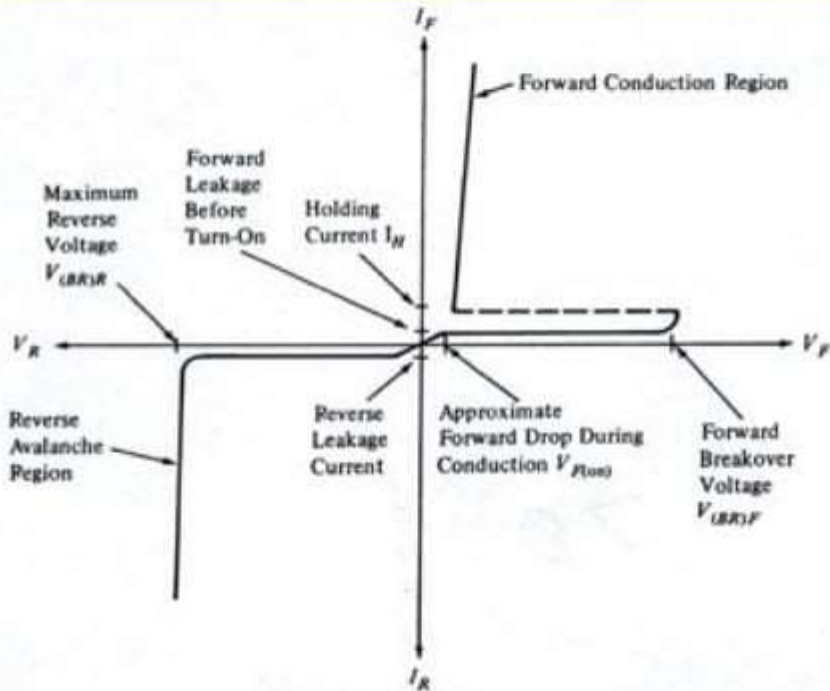 I_F
Forward Conduction Region
Forward
Leakage
Before
Turn-On
Maximum
Reverse
Voltage
V_(BR)R
Holding
Current I_H
V_R
V_F
Reverse
Avalanche
Region
Reverse
Leakage
Current
Approximate
Forward Drop During
Conduction V_F(on)
Forward
Breakover
Voltage
V_(BR)F
I_R